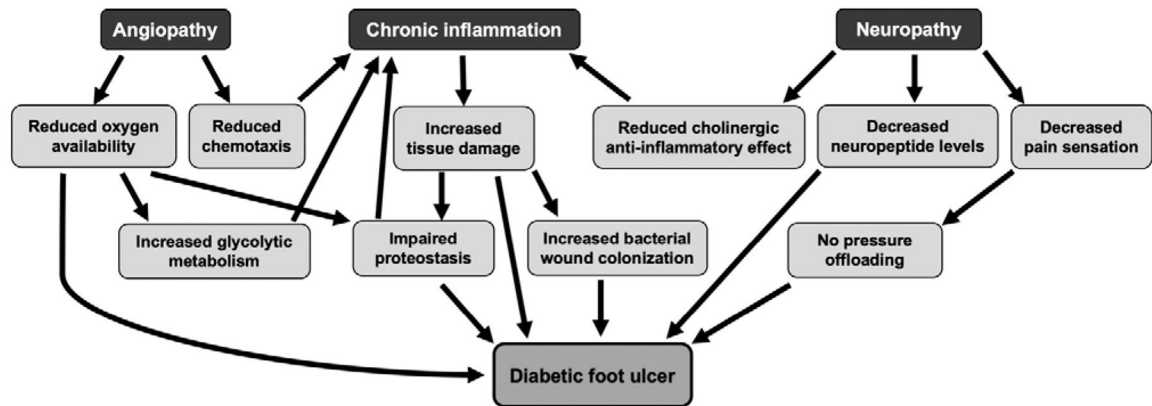 Angiopathy
Chronic inflammation
Neuropathy
Reduced oxygen
availability
Reduced
chemotaxis
Increased
tissue damage
Reduced cholinergic
anti-inflammatory effect
Decreased
neuropeptide levels
Decreased
pain sensation
Increased glycolytic
metabolism
Impaired
proteostasis
Increased bacterial
wound colonization
No pressure
offloading
Diabetic foot ulcer